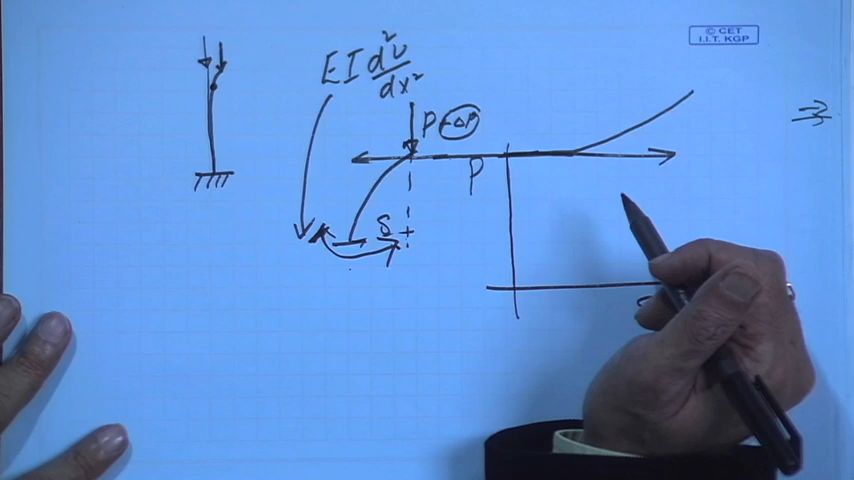 © CET
I.I.T. KGP
EI d²v/dx²
P-ΔP
P
δ